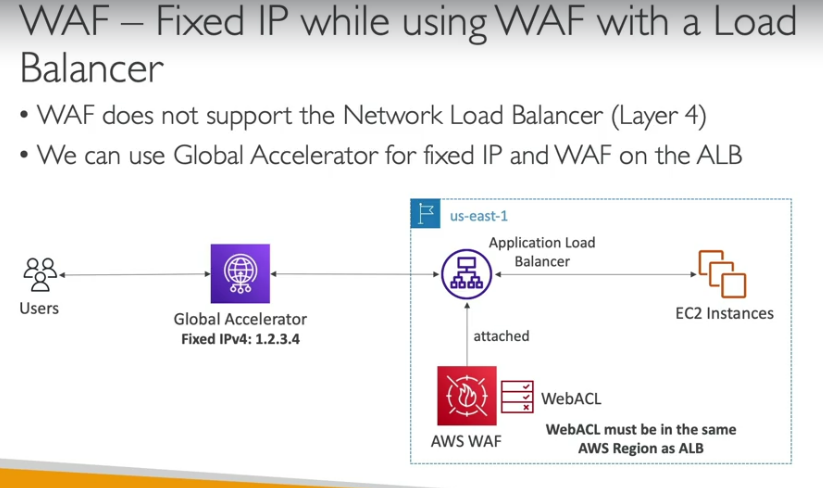 WAF – Fixed IP while using WAF with a Load
Balancer
• WAF does not support the Network Load Balancer (Layer 4)
• We can use Global Accelerator for fixed IP and WAF on the ALB
us-east-1
Application Load
Balancer
Users
Global Accelerator
Fixed IPv4: 1.2.3.4
EC2 Instances
attached
WebACL
AWS WAF
WebACL must be in the same
AWS Region as ALB